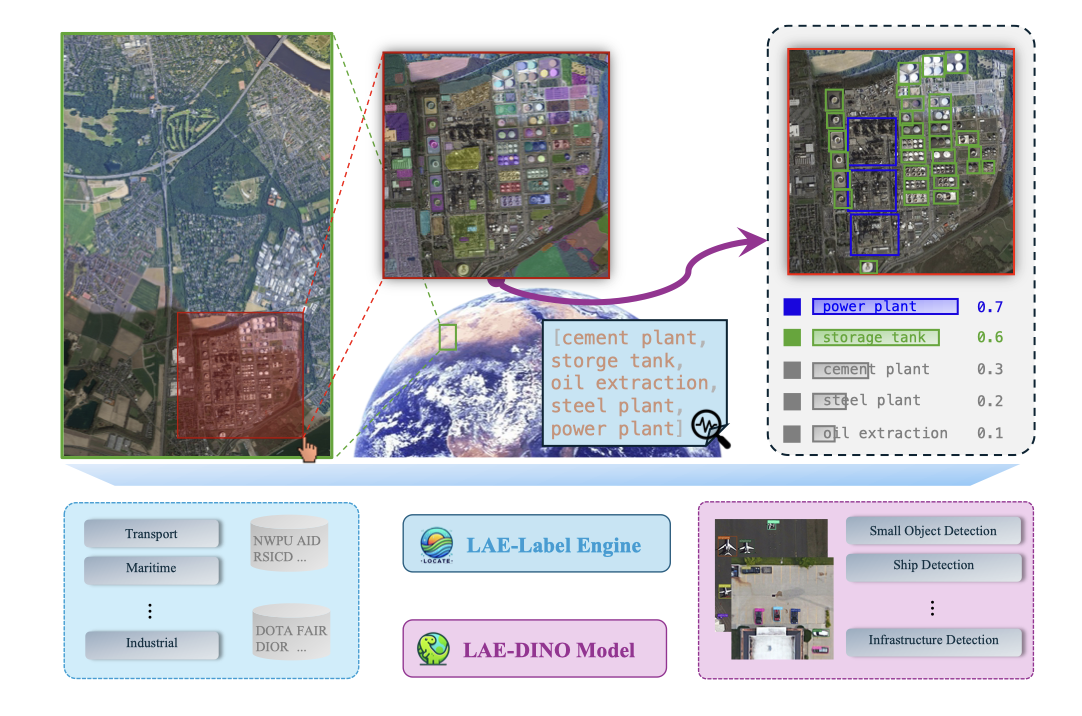 [cement plant,
storge tank,
oil extraction,
steel plant,
power plant]
power plant 0.7
storage tank 0.6
cement plant 0.3
steel plant 0.2
oil extraction 0.1
Transport
Maritime
⋮
Industrial
NWPU AID
RSICD ...
DOTA FAIR
DIOR ...
·LOCATE·
LAE-Label Engine
LAE-DINO Model
Small Object Detection
Ship Detection
⋮
Infrastructure Detection